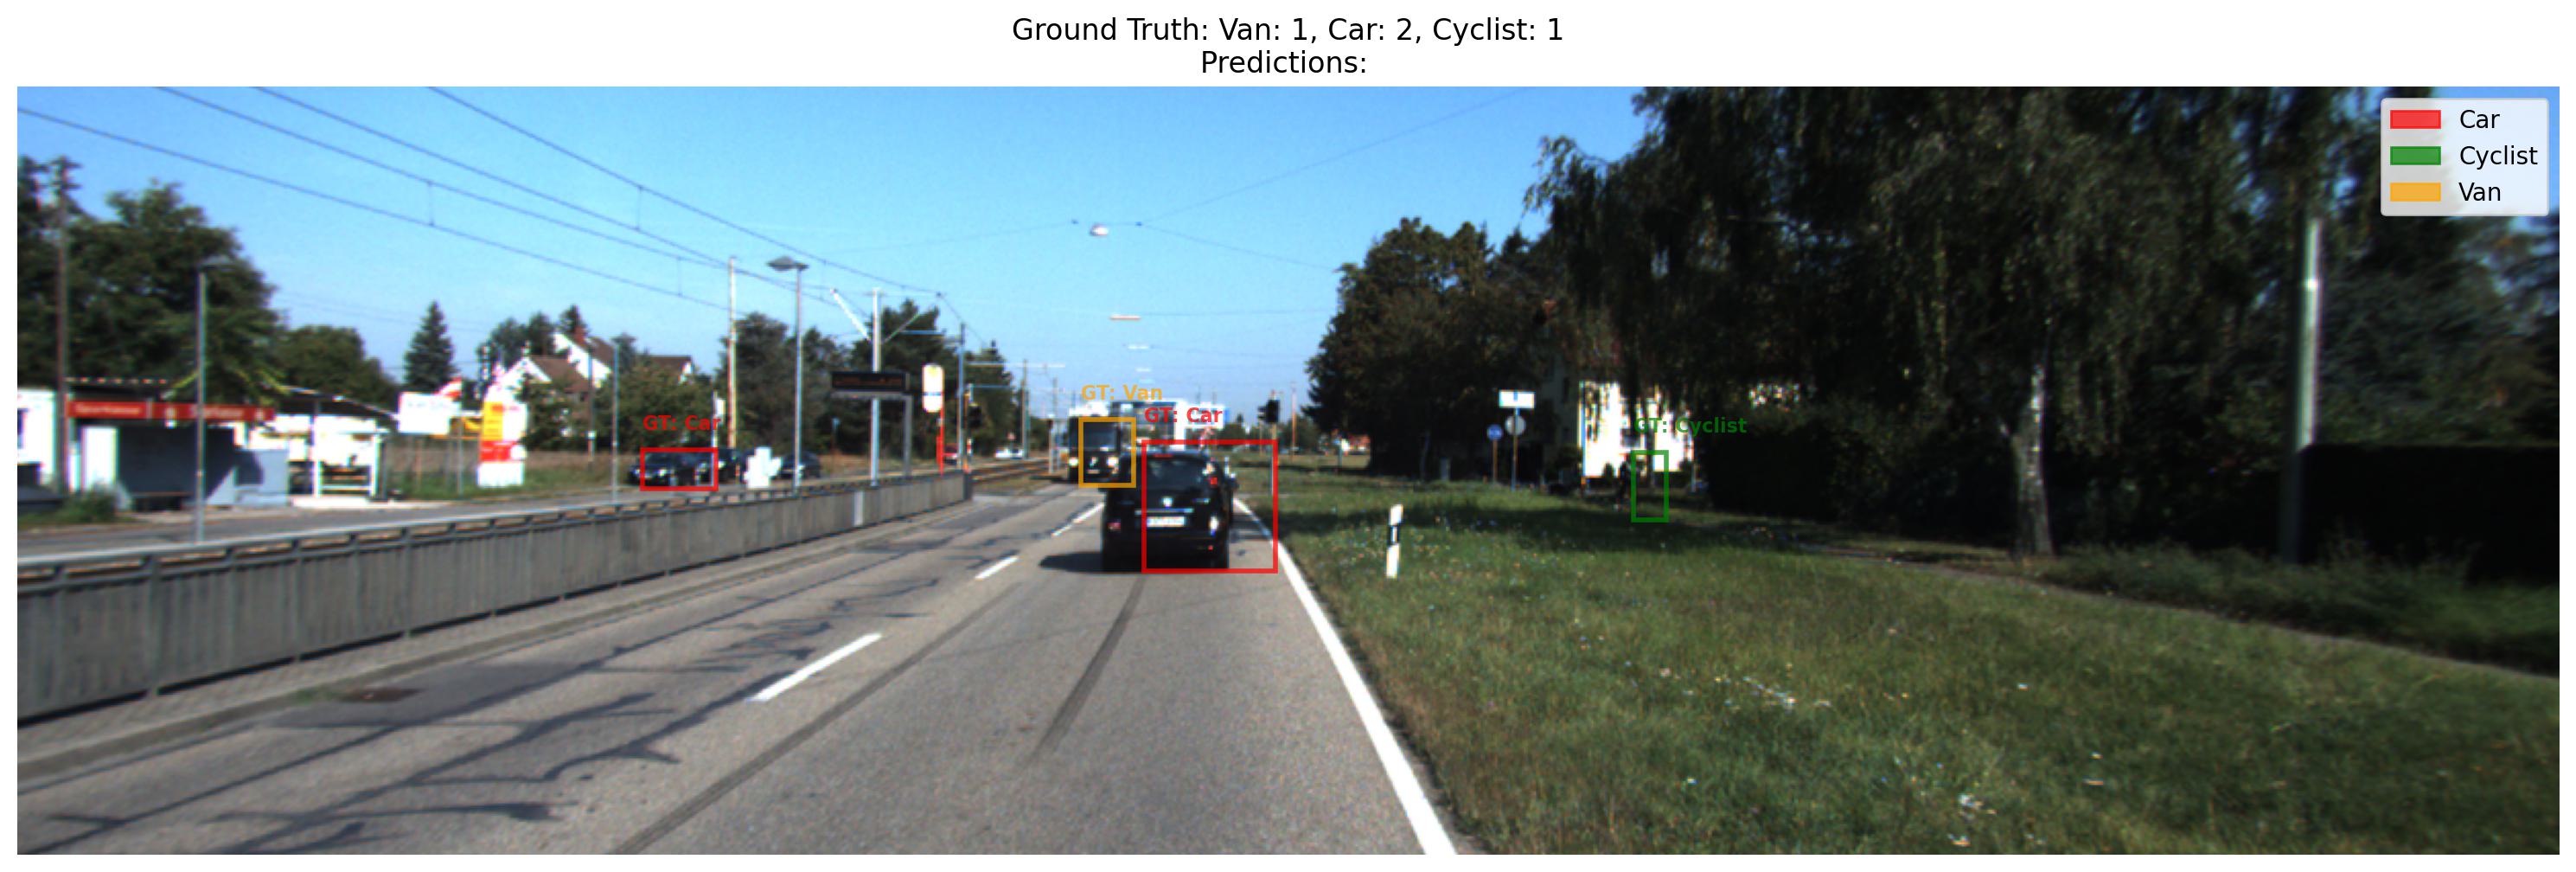 Ground Truth: Van: 1, Car: 2, Cyclist: 1
Predictions:
Car
Cyclist
Van
GT: Van
GT: Car
GT: Car
GT: Cyclist